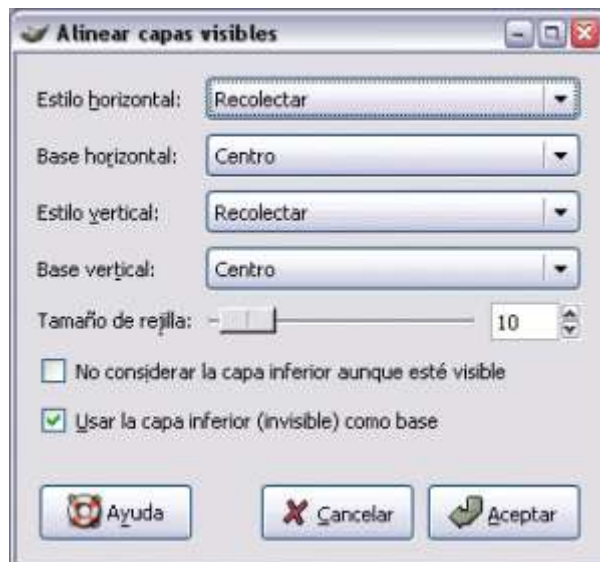 Alinear capas visibles
Estilo horizontal: Recolectar
Base horizontal: Centro
Estilo vertical: Recolectar
Base vertical: Centro
Tamaño de rejilla: 10
No considerar la capa inferior aunque esté visible
Usar la capa inferior (invisible) como base
Ayuda Cancelar Aceptar